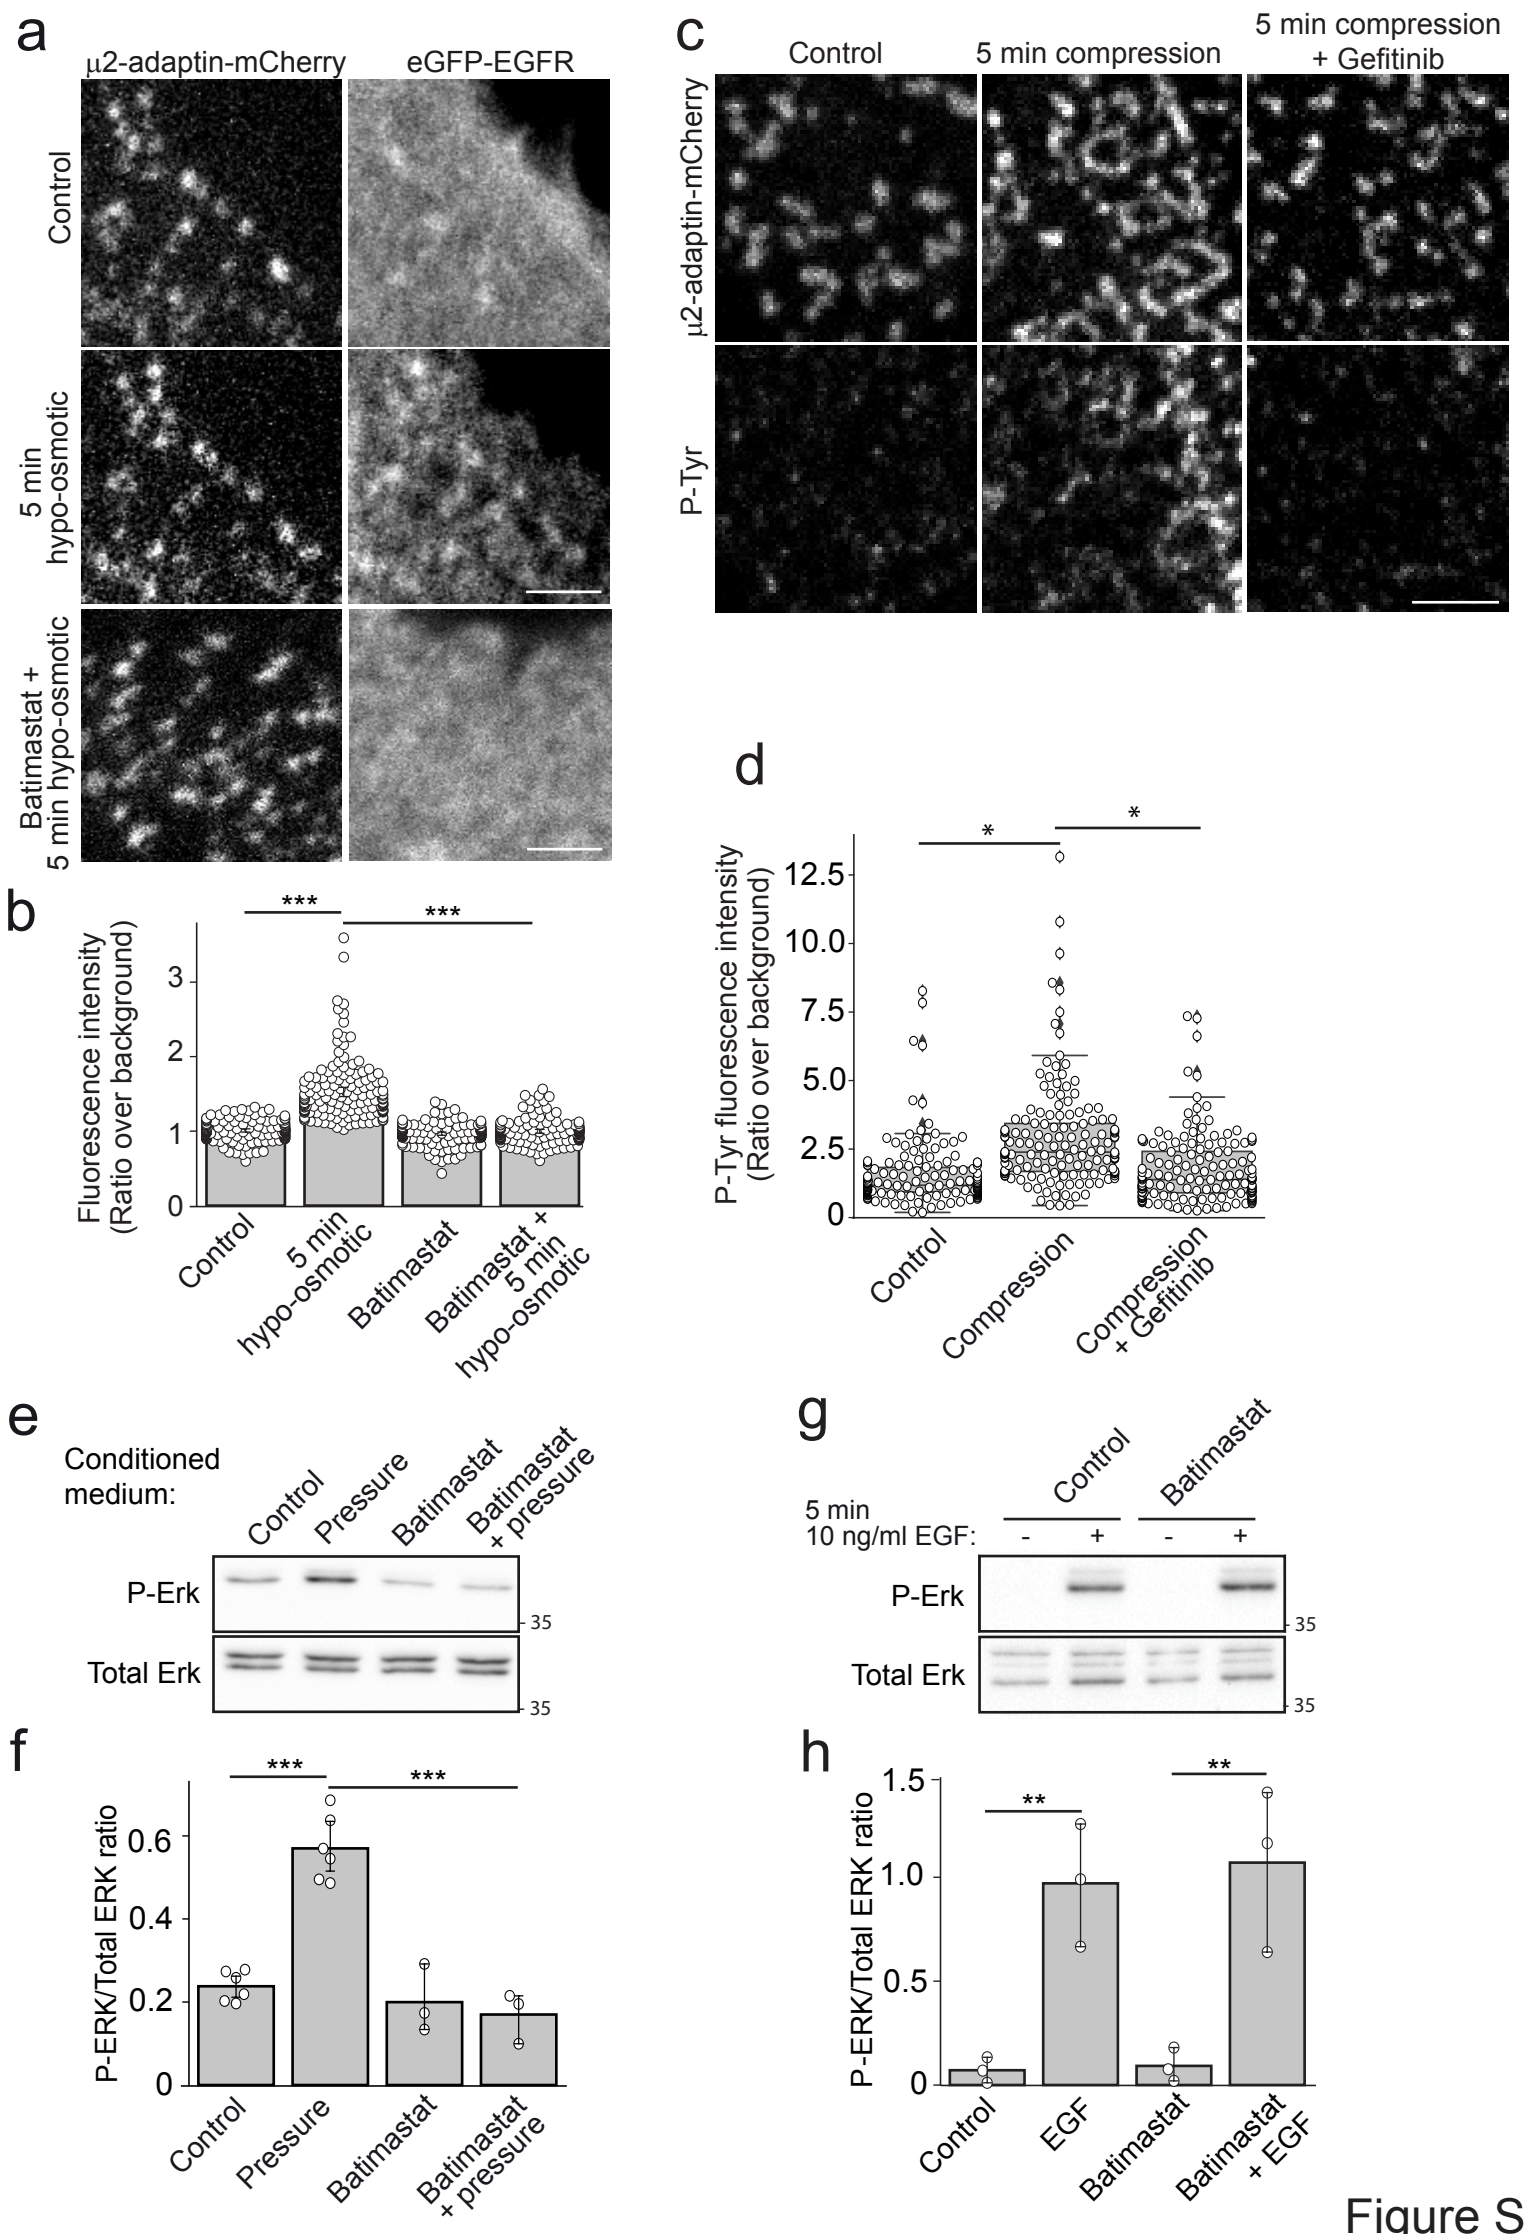 a
μ2-adaptin-mCherry
eGFP-EGFR
Control
5 min
hypo-osmotic
Batimastat +
5 min hypo-osmotic
b
Fluorescence intensity
(Ratio over background)
***
***
3
2
1
0
Control
5 min
hypo-osmotic
Batimastat
Batimastat +
5 min
hypo-osmotic
c
Control
5 min compression
5 min compression
+ Gefitinib
μ2-adaptin-mCherry
P-Tyr
d
P-Tyr fluorescence intensity
(Ratio over background)
*
*
12.5
10.0
7.5
5.0
2.5
0
Control
Compression
Compression
+ Gefitinib
e
Conditioned
medium:
Control
Pressure
Batimastat
Batimastat
+ pressure
P-Erk
- 35
Total Erk
- 35
f
P-ERK/Total ERK ratio
***
***
0.6
0.4
0.2
0
Control
Pressure
Batimastat
Batimastat
+ pressure
g
Control
Batimastat
5 min
10 ng/ml EGF: - + - +
P-Erk
- 35
Total Erk
- 35
h
P-ERK/Total ERK ratio
**
**
1.5
1.0
0.5
0
Control
EGF
Batimastat
Batimastat
+ EGF
Figure S